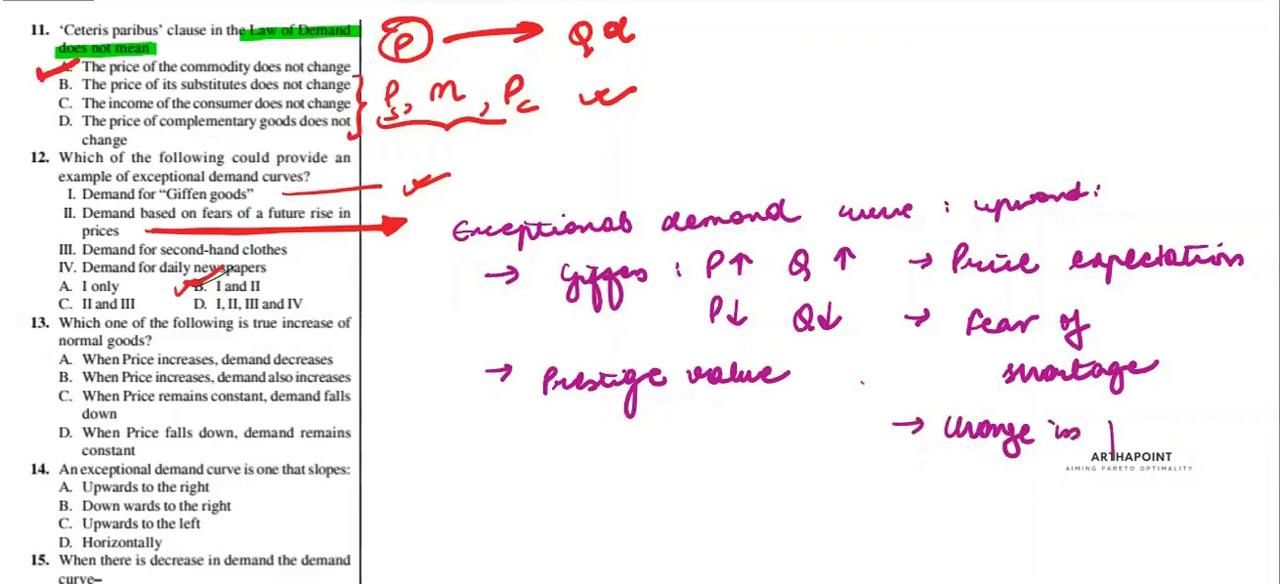 11. ‘Ceteris paribus’ clause in the Law of Demand
does not mean
A. The price of the commodity does not change
B. The price of its substitutes does not change
C. The income of the consumer does not change
D. The price of complementary goods does not
change
12. Which of the following could provide an
example of exceptional demand curves?
I. Demand for “Giffen goods”
II. Demand based on fears of a future rise in
prices
III. Demand for second-hand clothes
IV. Demand for daily newspapers
A. I only B. I and II
C. II and III D. I, II, III and IV
13. Which one of the following is true increase of
normal goods?
A. When Price increases, demand decreases
B. When Price increases, demand also increases
C. When Price remains constant, demand falls
down
D. When Price falls down, demand remains
constant
14. An exceptional demand curve is one that slopes:
A. Upwards to the right
B. Down wards to the right
C. Upwards to the left
D. Horizontally
15. When there is decrease in demand the demand
curve–
P → Qd
Ps, M, Pc
Exceptional demand curve : upward.
→ Giffen : P↑ Q↑ → Price expectation
P↓ Q↓ → Fear of
shortage
→ Prestige value
→ Change in
ARTHAPOINT
AIMING PARETO OPTIMALITY